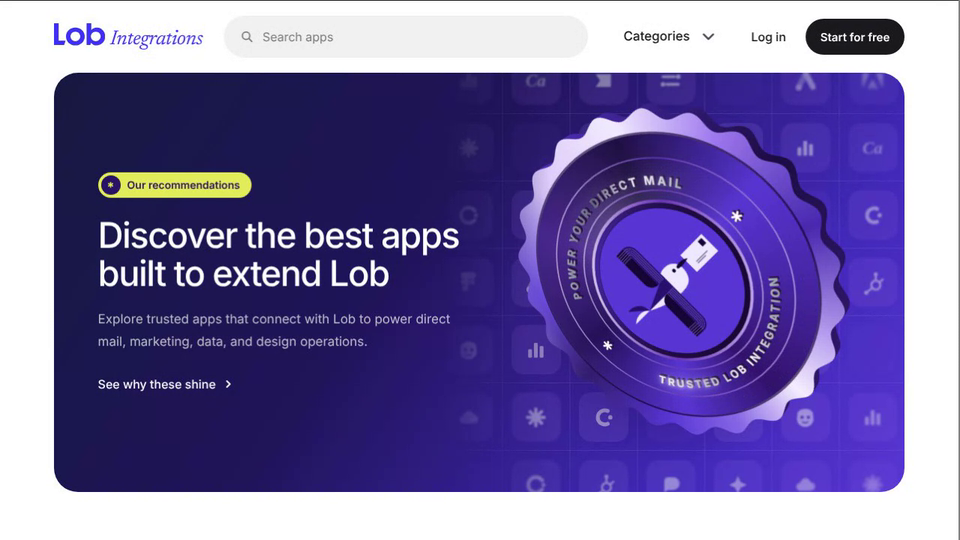 Lob Integrations
Search apps
Categories
Log in
Start for free
Our recommendations
Discover the best apps
built to extend Lob
Explore trusted apps that connect with Lob to power direct
mail, marketing, data, and design operations.
See why these shine
POWER YOUR DIRECT MAIL
TRUSTED LOB INTEGRATION
Ca
Ca